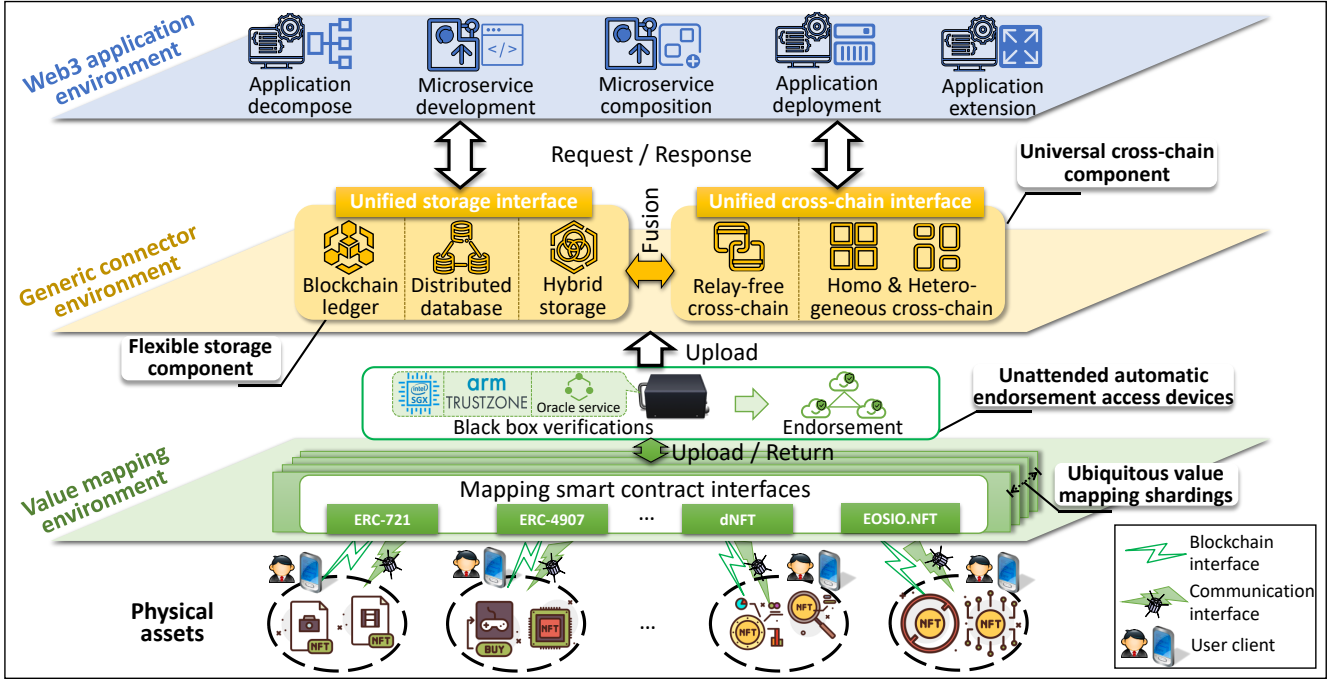 Web3 application
environment
Application
decompose
Microservice
development
Microservice
composition
Application
deployment
Application
extension
Request / Response
Universal cross-chain
component
Generic connector
environment
Unified storage interface
Blockchain
ledger
Distributed
database
Hybrid
storage
Fusion
Unified cross-chain interface
Relay-free
cross-chain
Homo & Hetero-
geneous cross-chain
Flexible storage
component
Upload
intel
SGX
arm
TRUSTZONE
Oracle service
Black box verifications
Endorsement
Unattended automatic
endorsement access devices
Upload / Return
Value mapping
environment
Mapping smart contract interfaces
ERC-721
ERC-4907
...
dNFT
EOSIO.NFT
Ubiquitous value
mapping shardings
Physical
assets
NFT
NFT
BUY
NFT
...
NFT
NFT
NFT
NFT
Blockchain
interface
Communication
interface
User client